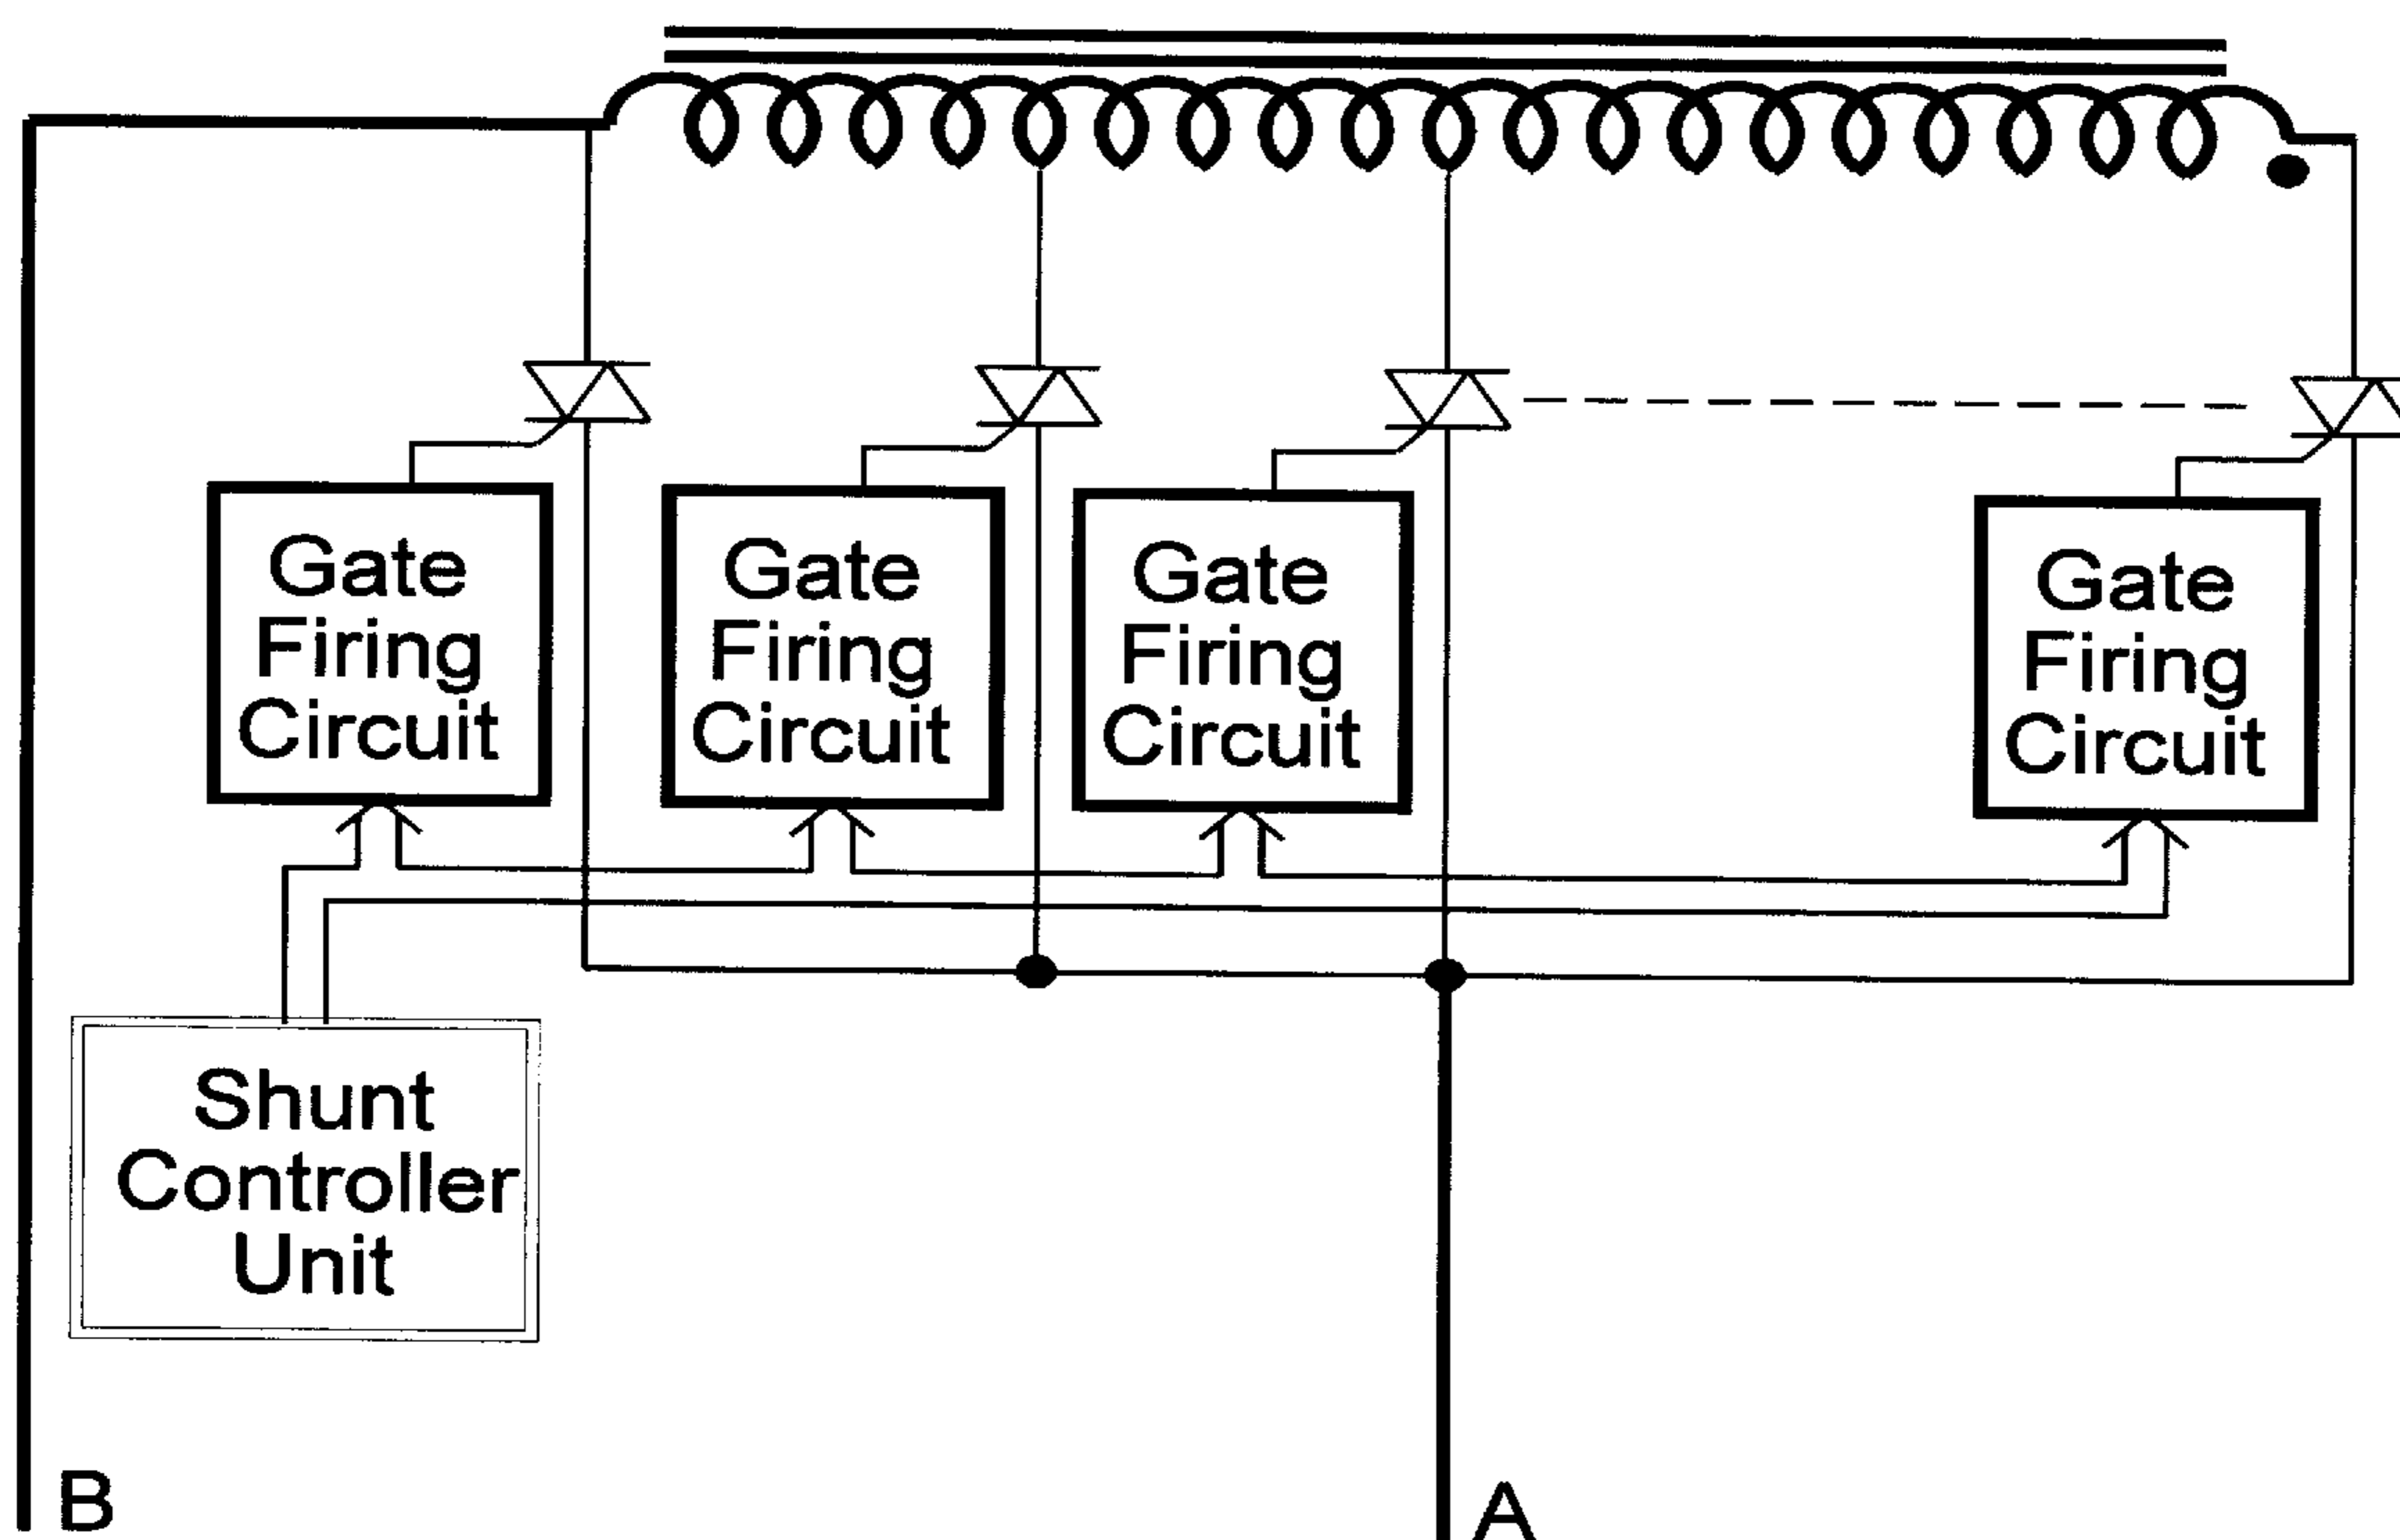 Gate
Firing
Circuit
Gate
Firing
Circuit
Gate
Firing
Circuit
Gate
Firing
Circuit
Shunt
Controller
Unit
B
A